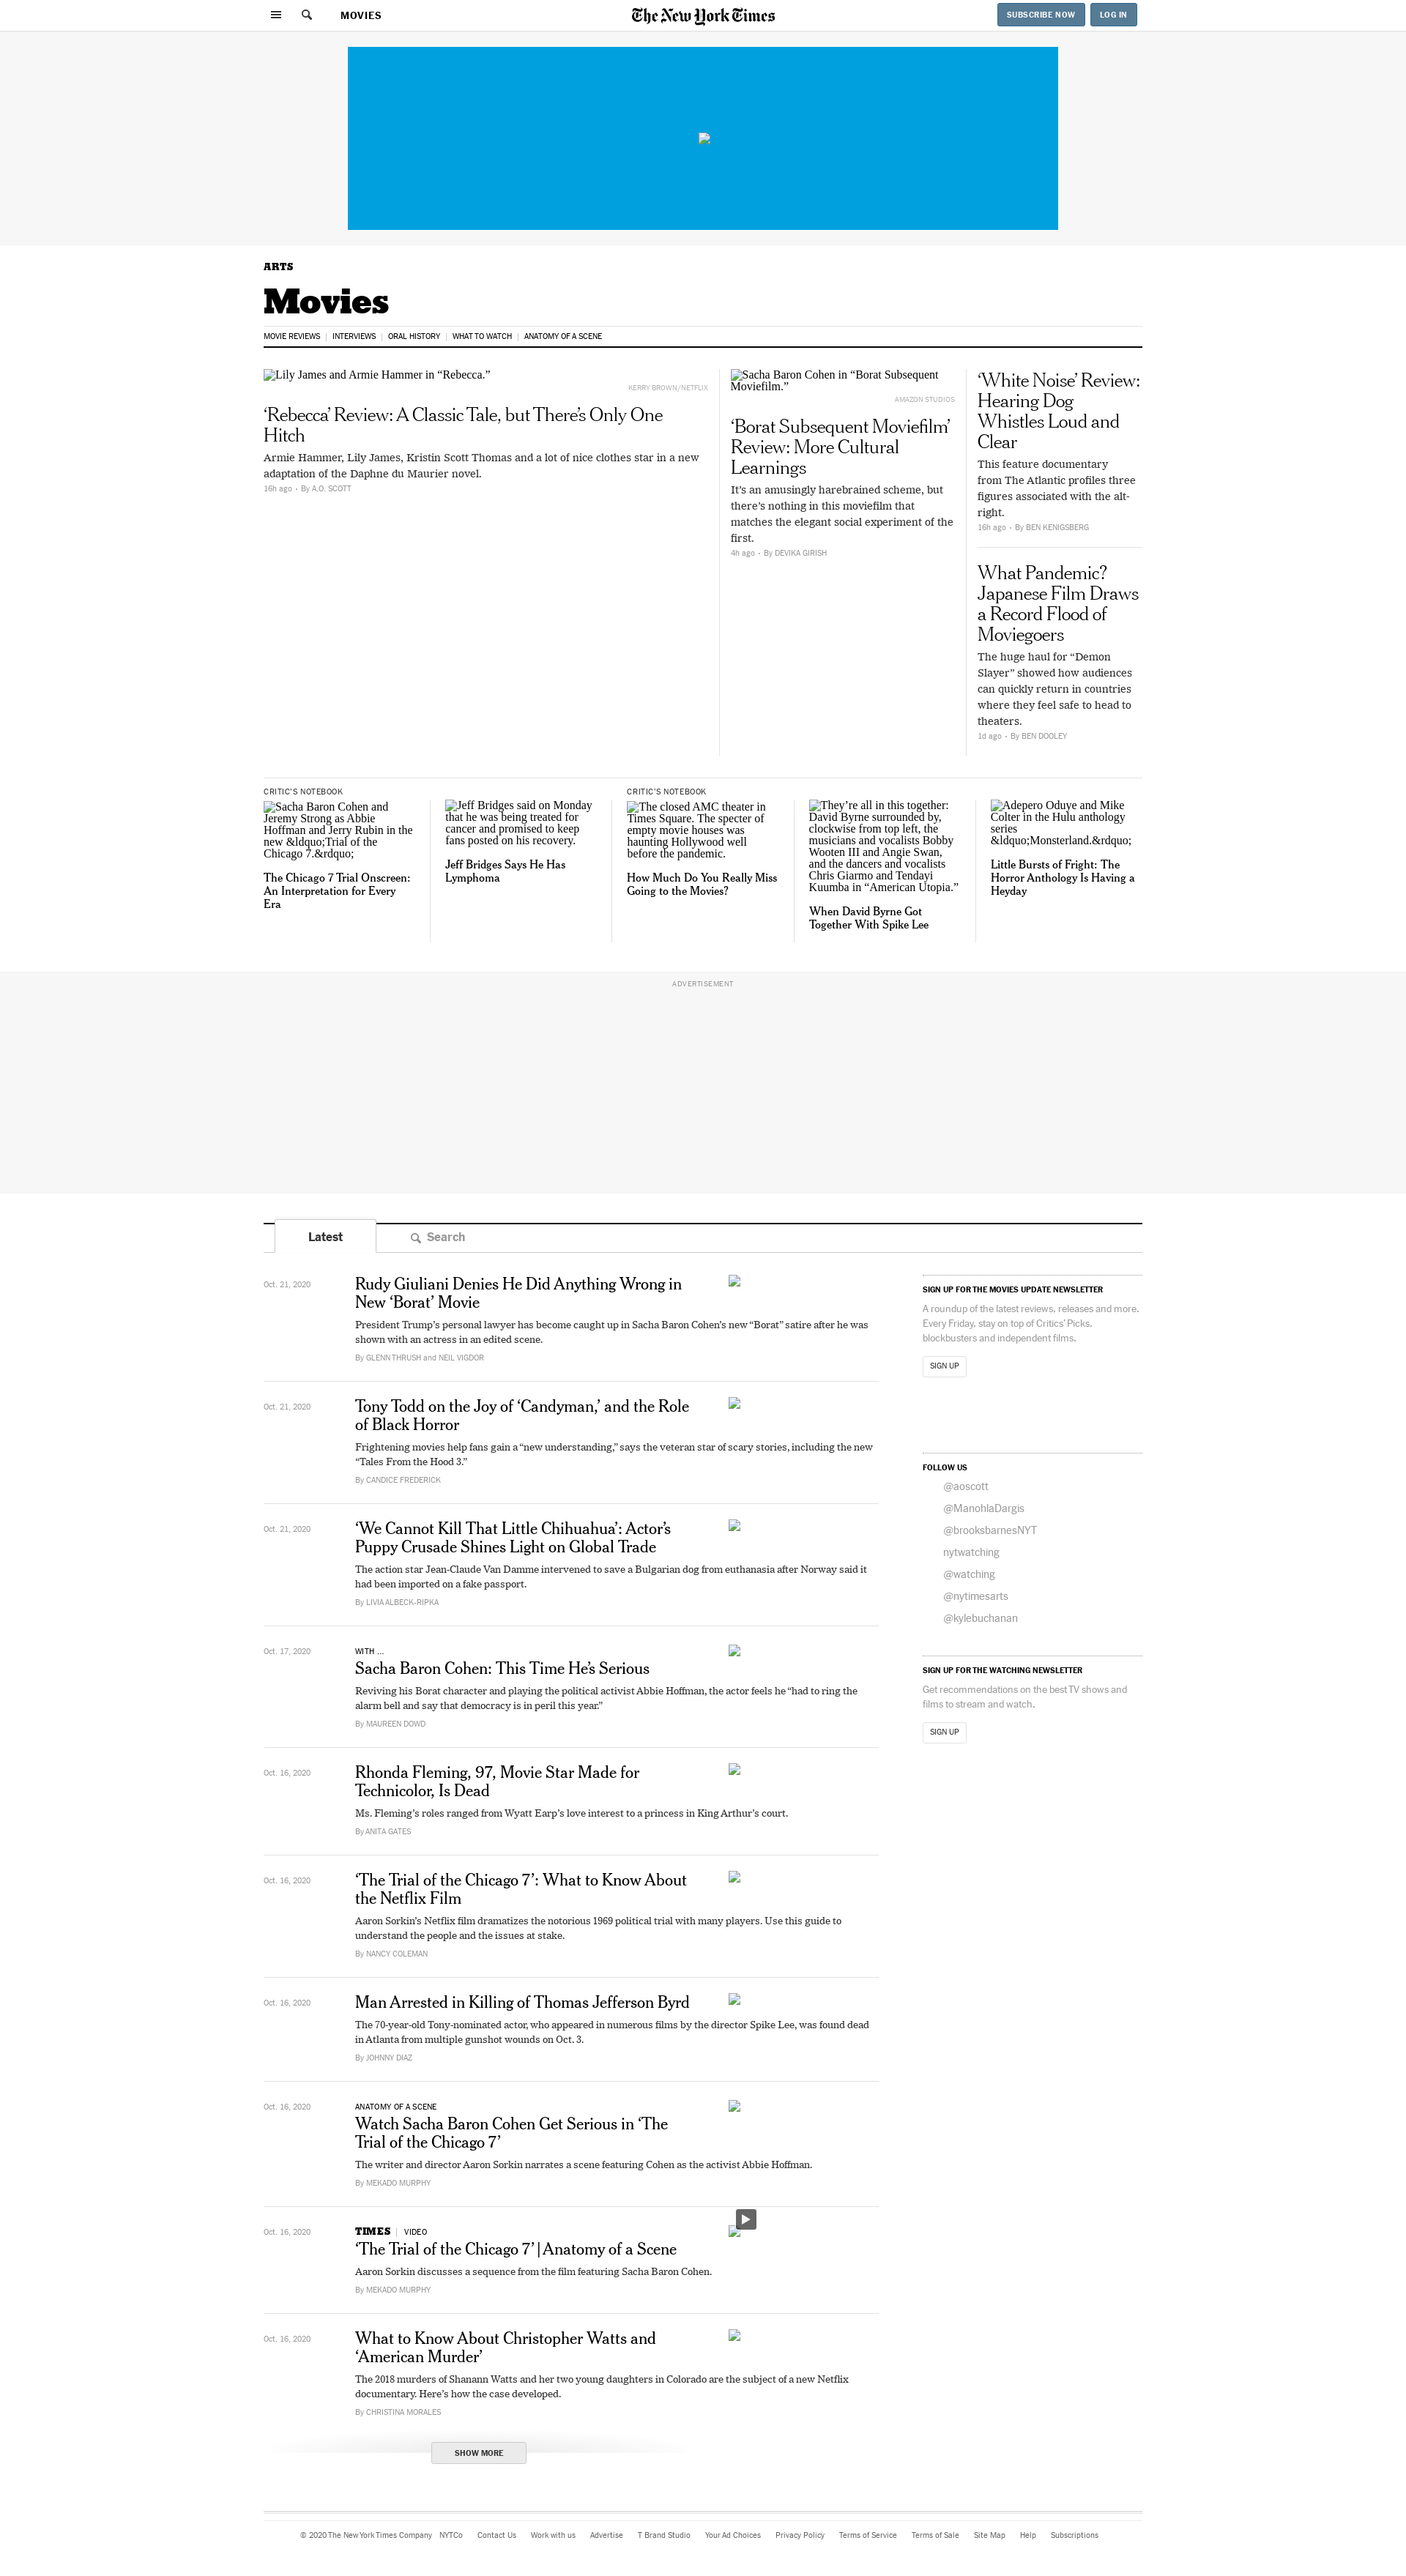 MOVIES
The New York Times
SUBSCRIBE NOW
LOG IN
ARTS
Movies
MOVIE REVIEWS
INTERVIEWS
ORAL HISTORY
WHAT TO WATCH
ANATOMY OF A SCENE
Lily James and Armie Hammer in “Rebecca.”
KERRY BROWN/NETFLIX
‘Rebecca’ Review: A Classic Tale, but There’s Only One
Hitch
Armie Hammer, Lily James, Kristin Scott Thomas and a lot of nice clothes star in a new
adaptation of the Daphne du Maurier novel.
16h ago • By A.O. SCOTT
Sacha Baron Cohen in “Borat Subsequent
Moviefilm.”
AMAZON STUDIOS
‘Borat Subsequent Moviefilm’
Review: More Cultural
Learnings
It’s an amusingly harebrained scheme, but
there’s nothing in this moviefilm that
matches the elegant social experiment of the
first.
4h ago • By DEVIKA GIRISH
‘White Noise’ Review:
Hearing Dog
Whistles Loud and
Clear
This feature documentary
from The Atlantic profiles three
figures associated with the alt-
right.
16h ago • By BEN KENIGSBERG
What Pandemic?
Japanese Film Draws
a Record Flood of
Moviegoers
The huge haul for “Demon
Slayer” showed how audiences
can quickly return in countries
where they feel safe to head to
theaters.
1d ago • By BEN DOOLEY
CRITIC’S NOTEBOOK
Sacha Baron Cohen and
Jeremy Strong as Abbie
Hoffman and Jerry Rubin in the
new &ldquo;Trial of the
Chicago 7.&rdquo;
The Chicago 7 Trial Onscreen:
An Interpretation for Every
Era
Jeff Bridges said on Monday
that he was being treated for
cancer and promised to keep
fans posted on his recovery.
Jeff Bridges Says He Has
Lymphoma
CRITIC’S NOTEBOOK
The closed AMC theater in
Times Square. The specter of
empty movie houses was
haunting Hollywood well
before the pandemic.
How Much Do You Really Miss
Going to the Movies?
They’re all in this together:
David Byrne surrounded by,
clockwise from top left, the
musicians and vocalists Bobby
Wooten III and Angie Swan,
and the dancers and vocalists
Chris Giarmo and Tendayi
Kuumba in “American Utopia.”
When David Byrne Got
Together With Spike Lee
Adepero Oduye and Mike
Colter in the Hulu anthology
series
&ldquo;Monsterland.&rdquo;
Little Bursts of Fright: The
Horror Anthology Is Having a
Heyday
ADVERTISEMENT
Latest
Search
Oct. 21, 2020
Rudy Giuliani Denies He Did Anything Wrong in
New ‘Borat’ Movie
President Trump’s personal lawyer has become caught up in Sacha Baron Cohen’s new “Borat” satire after he was
shown with an actress in an edited scene.
By GLENN THRUSH and NEIL VIGDOR
Oct. 21, 2020
Tony Todd on the Joy of ‘Candyman,’ and the Role
of Black Horror
Frightening movies help fans gain a “new understanding,” says the veteran star of scary stories, including the new
“Tales From the Hood 3.”
By CANDICE FREDERICK
Oct. 21, 2020
‘We Cannot Kill That Little Chihuahua’: Actor’s
Puppy Crusade Shines Light on Global Trade
The action star Jean-Claude Van Damme intervened to save a Bulgarian dog from euthanasia after Norway said it
had been imported on a fake passport.
By LIVIA ALBECK-RIPKA
Oct. 17, 2020
WITH ...
Sacha Baron Cohen: This Time He’s Serious
Reviving his Borat character and playing the political activist Abbie Hoffman, the actor feels he “had to ring the
alarm bell and say that democracy is in peril this year.”
By MAUREEN DOWD
Oct. 16, 2020
Rhonda Fleming, 97, Movie Star Made for
Technicolor, Is Dead
Ms. Fleming’s roles ranged from Wyatt Earp’s love interest to a princess in King Arthur’s court.
By ANITA GATES
Oct. 16, 2020
‘The Trial of the Chicago 7’: What to Know About
the Netflix Film
Aaron Sorkin’s Netflix film dramatizes the notorious 1969 political trial with many players. Use this guide to
understand the people and the issues at stake.
By NANCY COLEMAN
Oct. 16, 2020
Man Arrested in Killing of Thomas Jefferson Byrd
The 70-year-old Tony-nominated actor, who appeared in numerous films by the director Spike Lee, was found dead
in Atlanta from multiple gunshot wounds on Oct. 3.
By JOHNNY DIAZ
Oct. 16, 2020
ANATOMY OF A SCENE
Watch Sacha Baron Cohen Get Serious in ‘The
Trial of the Chicago 7’
The writer and director Aaron Sorkin narrates a scene featuring Cohen as the activist Abbie Hoffman.
By MEKADO MURPHY
Oct. 16, 2020
TIMES | VIDEO
‘The Trial of the Chicago 7’ | Anatomy of a Scene
Aaron Sorkin discusses a sequence from the film featuring Sacha Baron Cohen.
By MEKADO MURPHY
Oct. 16, 2020
What to Know About Christopher Watts and
‘American Murder’
The 2018 murders of Shanann Watts and her two young daughters in Colorado are the subject of a new Netflix
documentary. Here’s how the case developed.
By CHRISTINA MORALES
SHOW MORE
SIGN UP FOR THE MOVIES UPDATE NEWSLETTER
A roundup of the latest reviews, releases and more.
Every Friday, stay on top of Critics’ Picks,
blockbusters and independent films.
SIGN UP
FOLLOW US
@aoscott
@ManohlaDargis
@brooksbarnesNYT
nytwatching
@watching
@nytimesarts
@kylebuchanan
SIGN UP FOR THE WATCHING NEWSLETTER
Get recommendations on the best TV shows and
films to stream and watch.
SIGN UP
© 2020 The New York Times Company
NYTCo
Contact Us
Work with us
Advertise
T Brand Studio
Your Ad Choices
Privacy Policy
Terms of Service
Terms of Sale
Site Map
Help
Subscriptions